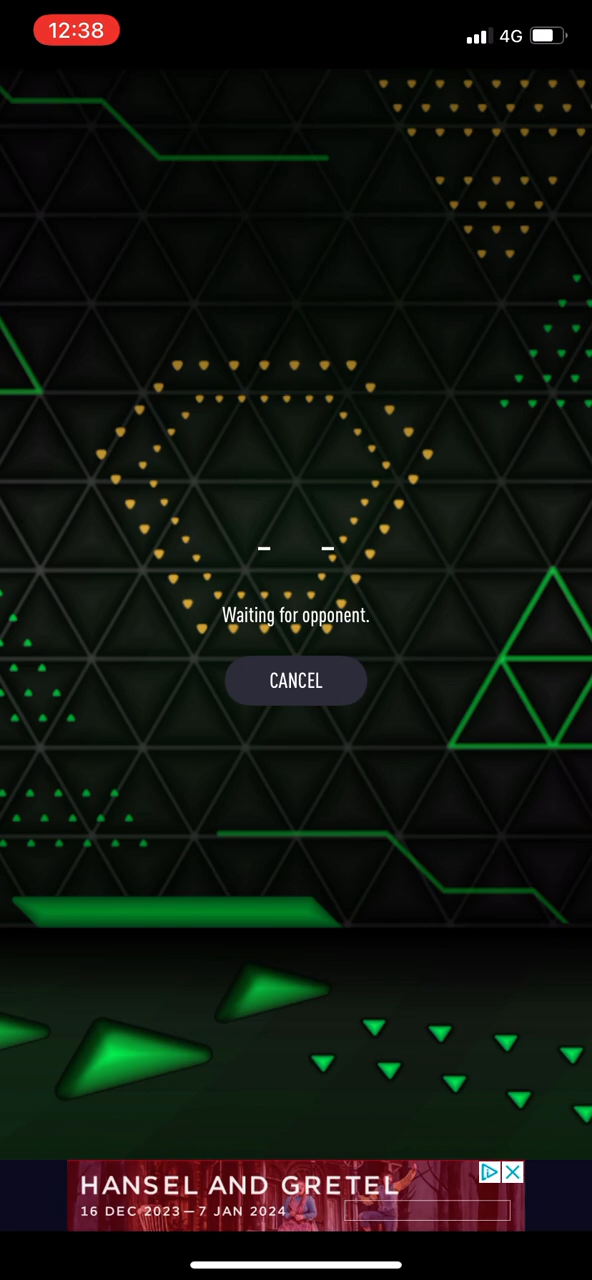 12:38
4G
- -
Waiting for opponent.
CANCEL
HANSEL AND GRETEL
16 DEC 2023—7 JAN 2024